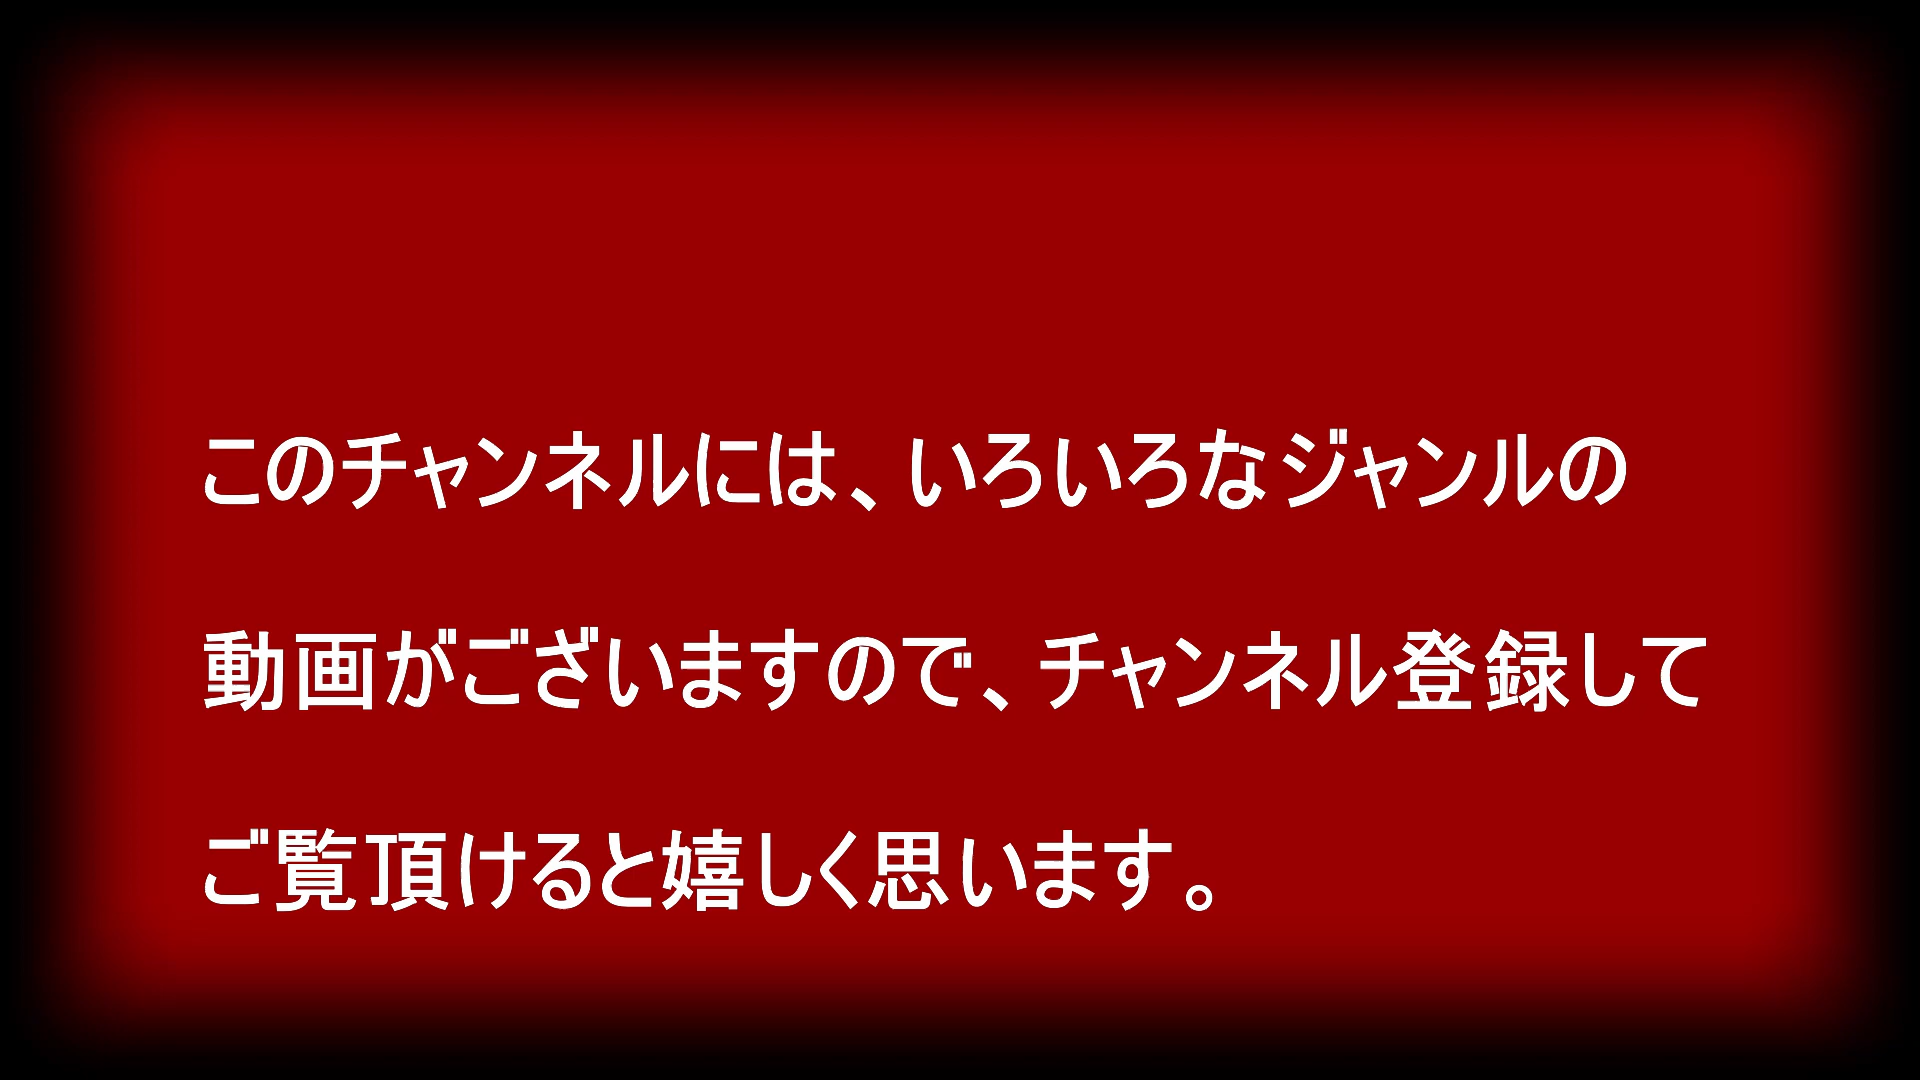 このチャンネルには、いろいろなジャンルの
動画がございますので、チャンネル登録して
ご覧頂けると嬉しく思います。